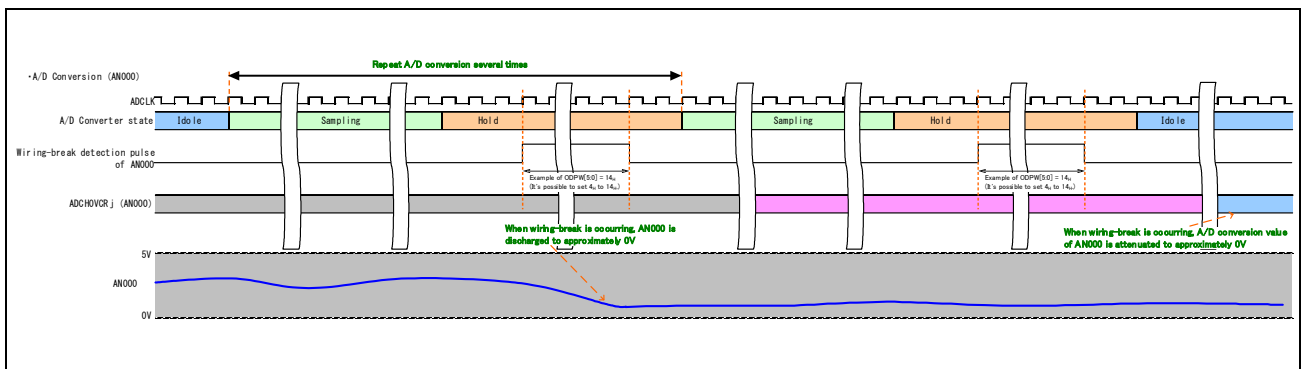 Repeat A/D conversion several times
・A/D Conversion (AN000)
ADCLK
A/D Converter state
Idole
Sampling
Hold
Sampling
Hold
Idole
Wiring-break detection pulse
of AN000
Example of ODPW[5:0] = 14H
(It's possible to set 4H to 14H.)
Example of ODPW[5:0] = 14H
(It's possible to set 4H to 14H.)
ADCHOVCRj (AN000)
When wiring-break is occurring, AN000 is
discharged to approximately 0V
When wiring-break is occurring, A/D conversion value
of AN000 is attenuated to approximately 0V
5V
AN000
0V